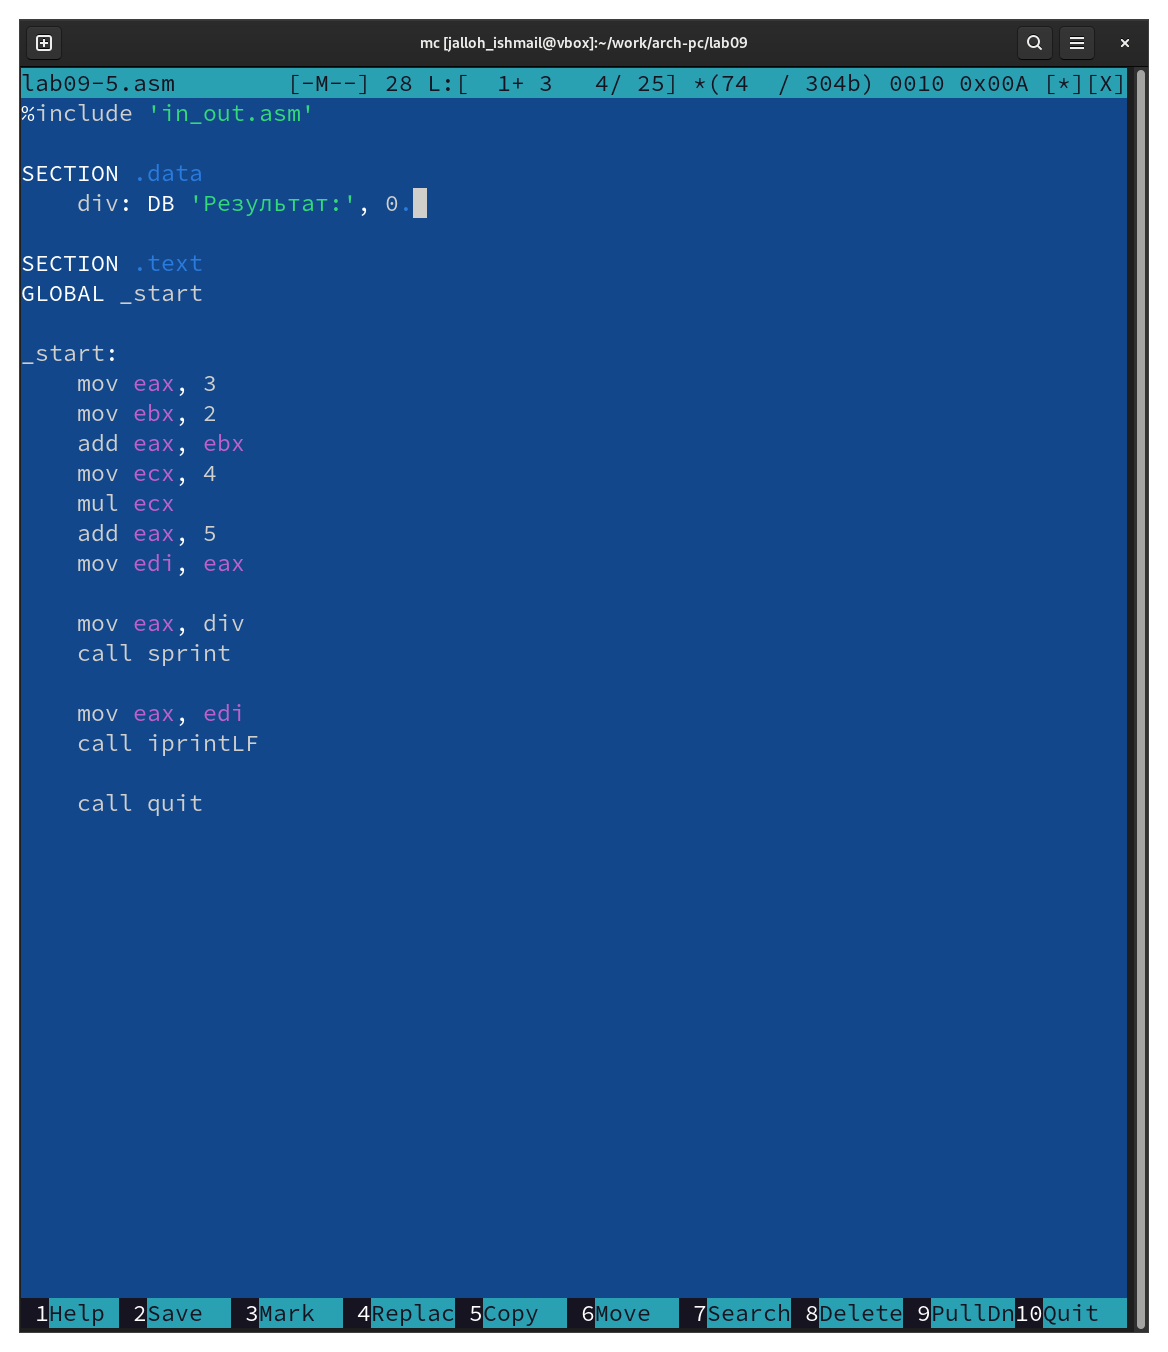 mc [jalloh_ishmail@vbox]:~/work/arch-pc/lab09
lab09-5.asm [-M--] 28 L:[ 1+ 3 4/ 25] *(74 / 304b) 0010 0x00A [*][X]
%include 'in_out.asm'
SECTION .data
div: DB 'Результат:', 0.
SECTION .text
GLOBAL _start
_start:
mov eax, 3
mov ebx, 2
add eax, ebx
mov ecx, 4
mul ecx
add eax, 5
mov edi, eax
mov eax, div
call sprint
mov eax, edi
call iprintLF
call quit
1Help 2Save 3Mark 4Replac 5Copy 6Move 7Search 8Delete 9PullDn 10Quit